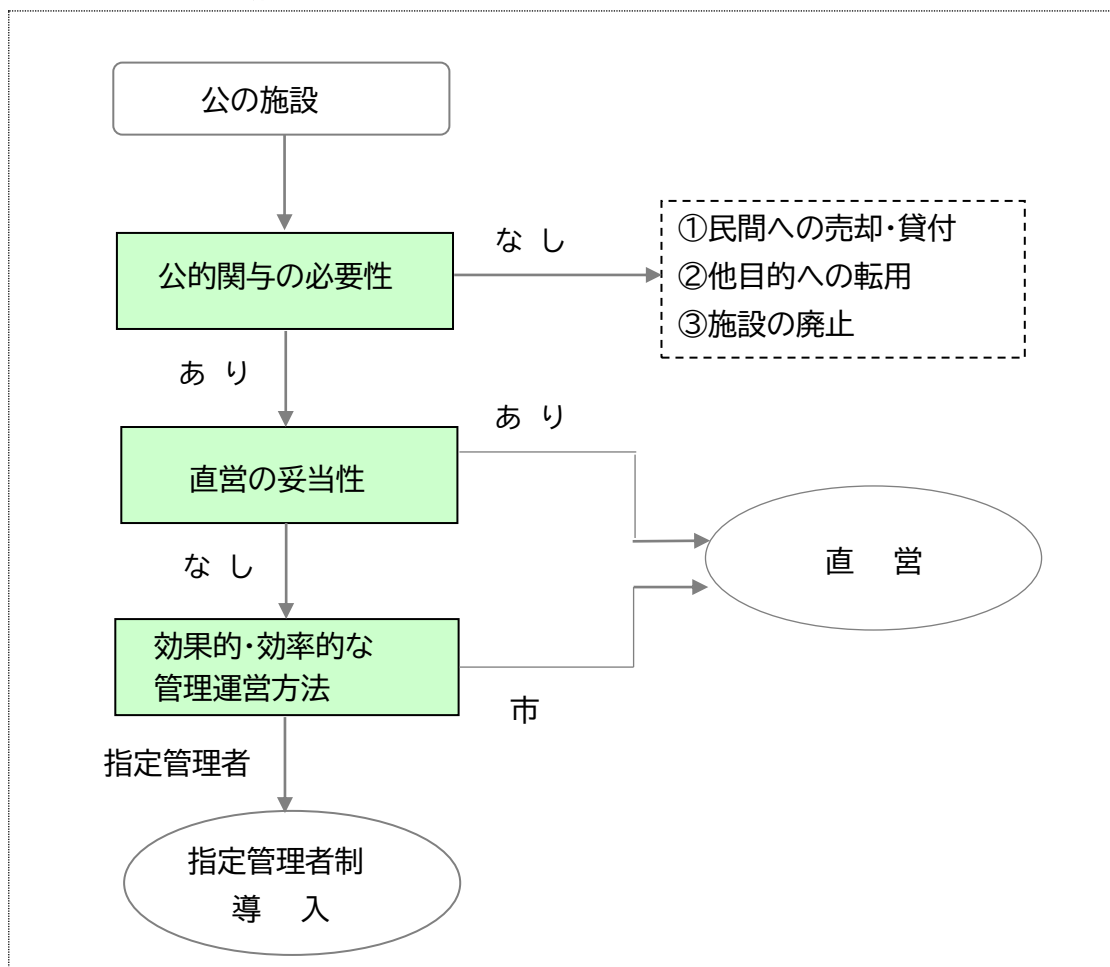 公の施設
公的関与の必要性
な し
①民間への売却・貸付
②他目的への転用
③施設の廃止
あ り
直営の妥当性
あ り
直 営
な し
効果的・効率的な
管理運営方法
市
指定管理者
指定管理者制
導 入